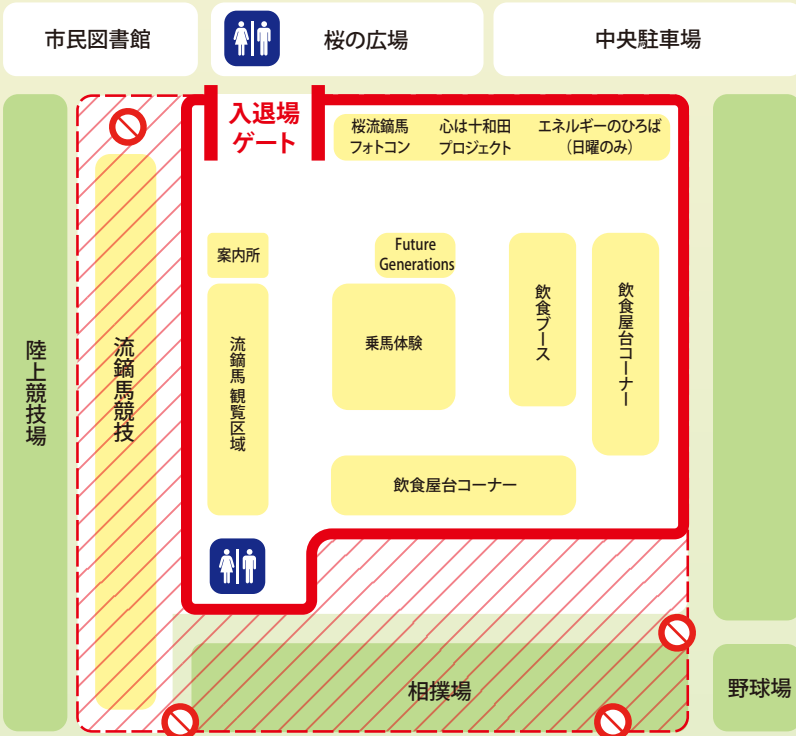 市民図書館
桜の広場
中央駐車場
入退場
ゲート
桜流鏑馬
フォトコン
心は十和田
プロジェクト
エネルギーのひろば
（日曜のみ）
案内所
Future
Generations
飲食ブース
飲食屋台コーナー
乗馬体験
流鏑馬 観覧区域
流鏑馬競技
陸上競技場
飲食屋台コーナー
相撲場
野球場